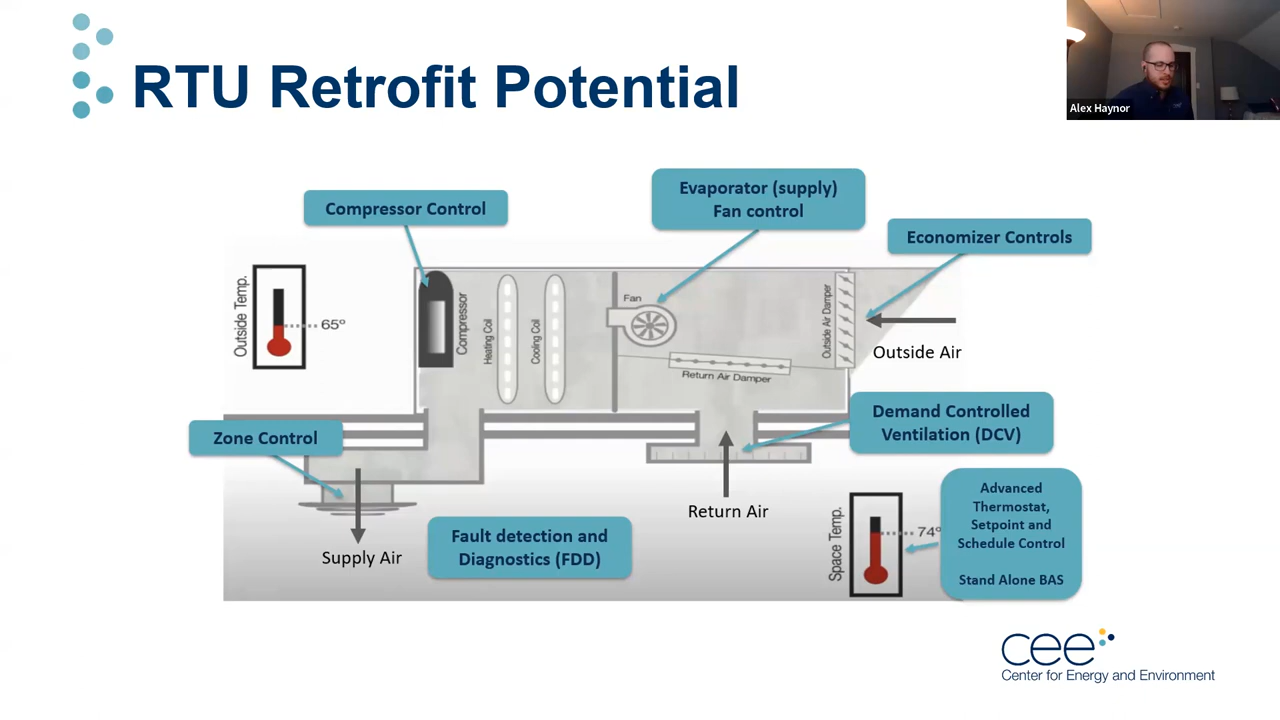 RTU Retrofit Potential
Alex Haynor
Compressor Control
Evaporator (supply)
Fan control
Economizer Controls
Outside Temp.
65º
Compressor
Heating Coil
Cooling Coil
Fan
Return Air Damper
Outside Air Damper
Outside Air
Zone Control
Demand Controlled
Ventilation (DCV)
Supply Air
Fault detection and
Diagnostics (FDD)
Return Air
Space Temp.
74º
Advanced
Thermostat,
Setpoint and
Schedule Control
Stand Alone BAS
cee
Center for Energy and Environment